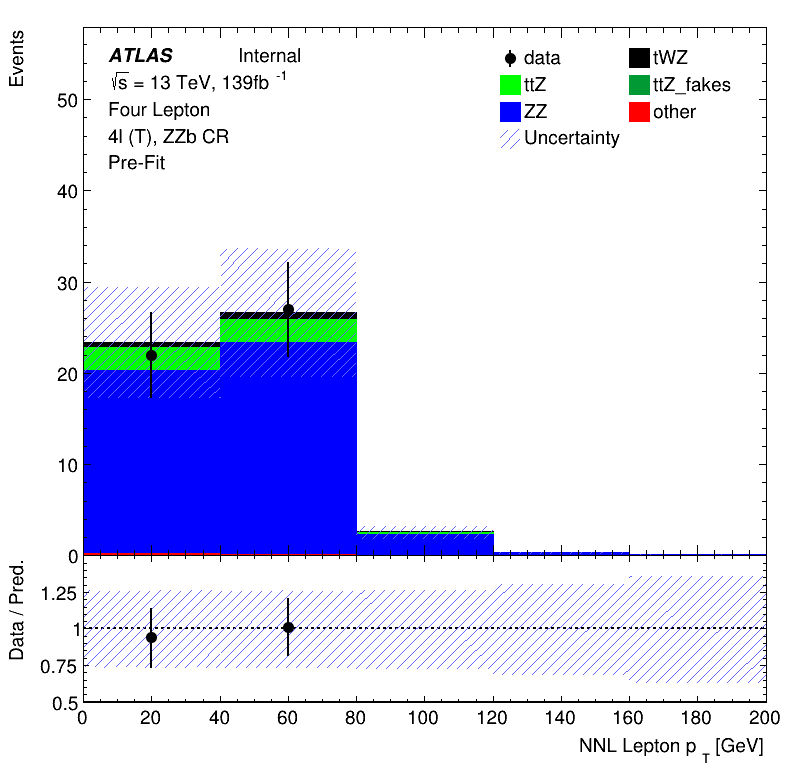 Events
ATLAS Internal
√s = 13 TeV, 139fb -1
Four Lepton
4l (T), ZZb CR
Pre-Fit
data tWZ
ttZ ttZ_fakes
ZZ other
Uncertainty
50
40
30
20
10
0
Data / Pred.
1.25
1
0.75
0.5
0 20 40 60 80 100 120 140 160 180 200
NNL Lepton p T [GeV]